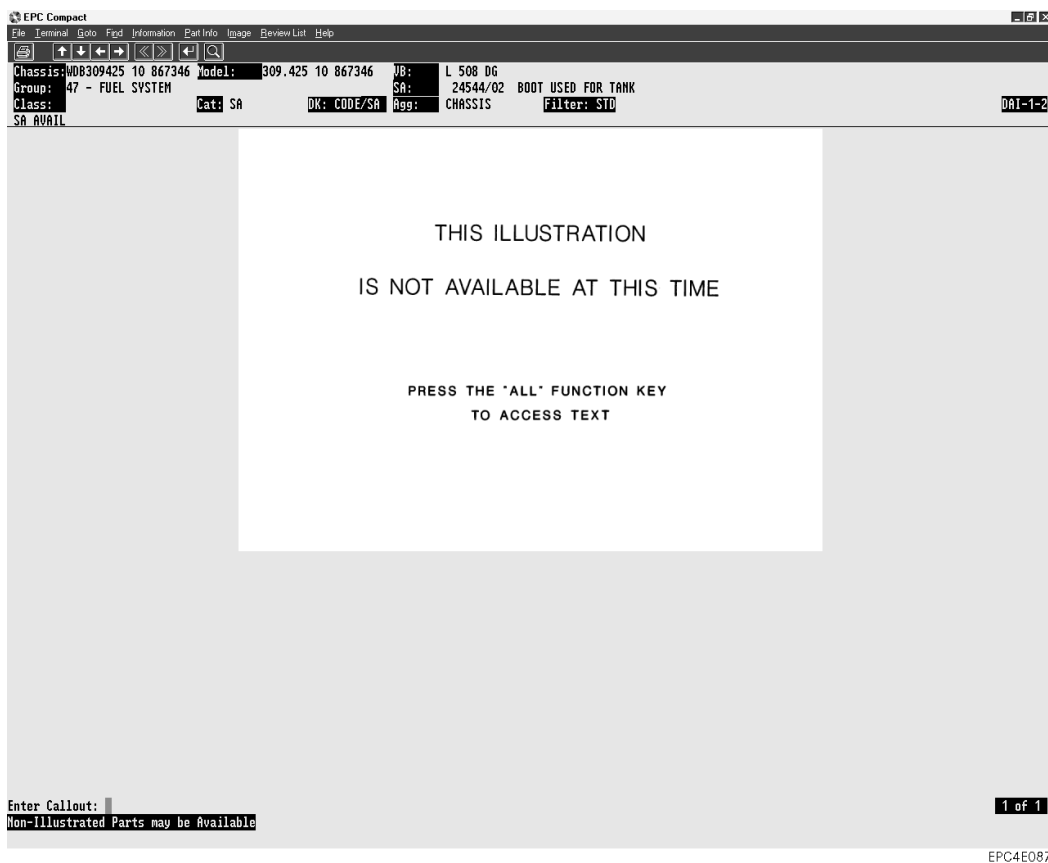 EPC Compact
File Terminal Goto Find Information Part Info Image Review List Help
Chassis: WDB309425 10 867346 Model: 309.425 10 867346 VB: L 508 DG
Group: 47 - FUEL SYSTEM SA: 24544/02 BOOT USED FOR TANK
Class: Cat: SA DK: CODE/SA Agg: CHASSIS Filter: STD DAI-1-2
SA AVAIL
THIS ILLUSTRATION
IS NOT AVAILABLE AT THIS TIME
PRESS THE "ALL" FUNCTION KEY
TO ACCESS TEXT
Enter Callout: 1 of 1
Non-Illustrated Parts may be Available
EPC4E087